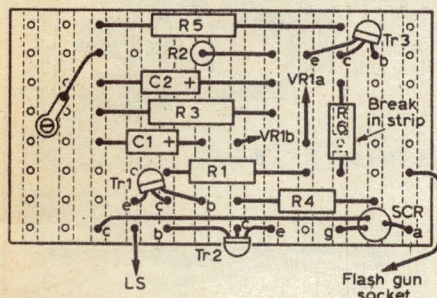 R5
Tr3
R2
e c b
VR1a
C2 +
Break
in strip
R3
R6
C1 +
VR1b
Tr1
R1
e c b
R4
SCR
c b c e g a
Tr2
LS
Flash gun
socket